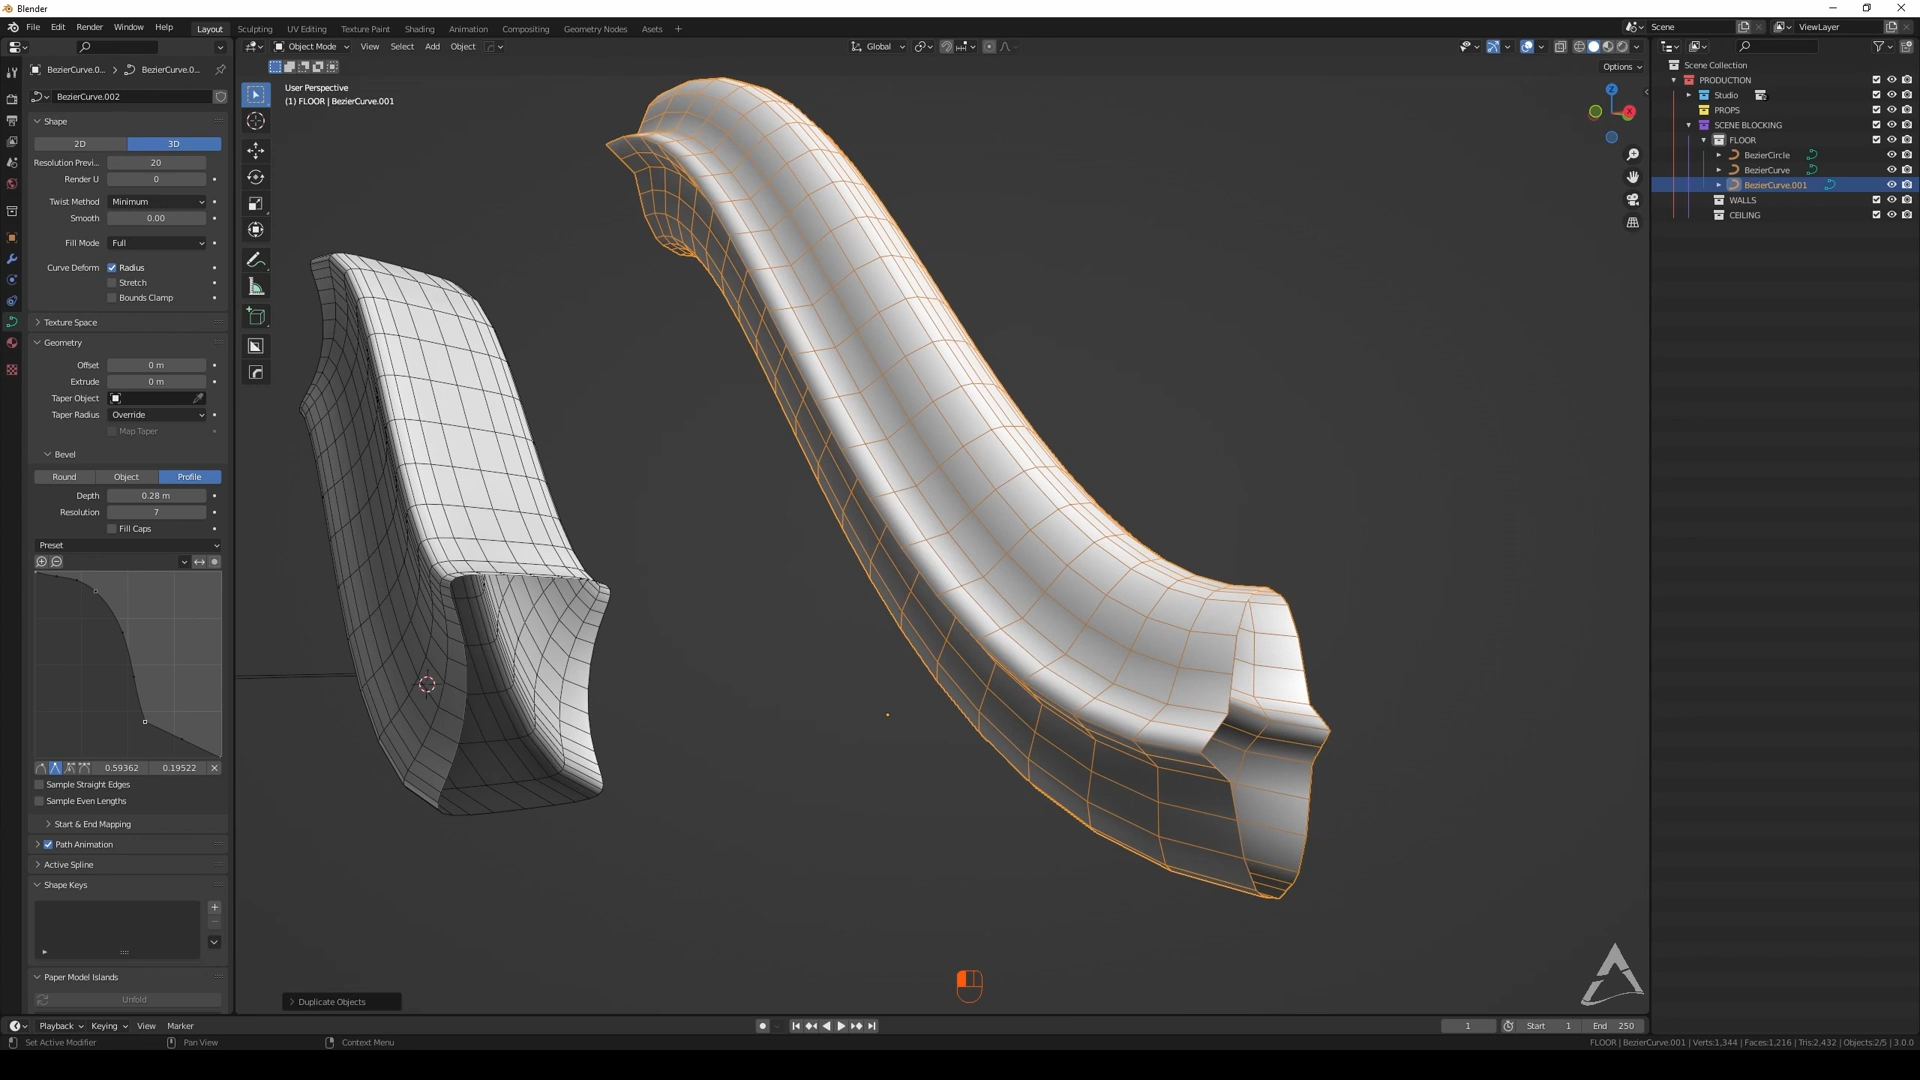 Blender
File Edit Render Window Help Layout Sculpting UV Editing Texture Paint Shading Animation Compositing Geometry Nodes Assets + Scene ViewLayer
Object Mode View Select Add Object Global
BezierCurve.0... > BezierCurve.0... Options
BezierCurve.002
User Perspective
(1) FLOOR | BezierCurve.001
Shape
2D 3D
Resolution Previ... 20
Render U 0
Twist Method Minimum
Smooth 0.00
Fill Mode Full
Curve Deform Radius
Stretch
Bounds Clamp
Texture Space
Geometry
Offset 0 m
Extrude 0 m
Taper Object
Taper Radius Override
Map Taper
Bevel
Round Object Profile
Depth 0.28 m
Resolution 7
Fill Caps
Preset
0.59362 0.19522
Sample Straight Edges
Sample Even Lengths
Start & End Mapping
Path Animation
Active Spline
Shape Keys
Paper Model Islands
Unfold
Z
X
Scene Collection
PRODUCTION
Studio
PROPS
SCENE BLOCKING
FLOOR
BezierCircle
BezierCurve
BezierCurve.001
WALLS
CEILING
Duplicate Objects
Playback Keying View Marker 1 Start 1 End 250
Set Active Modifier Pan View Context Menu FLOOR | BezierCurve.001 | Verts:1,344 | Faces:1,216 | Tris:2,432 | Objects:2/5 | 3.0.0